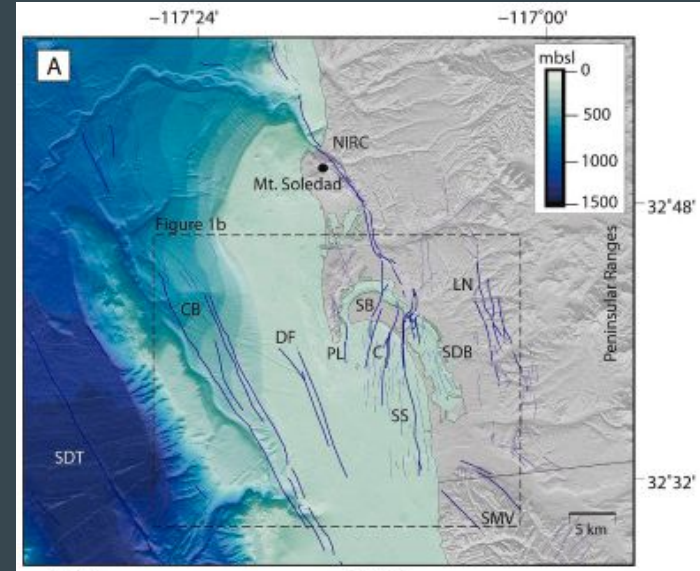 −117˚24'
−117˚00'
A
mbsl
0
500
1000
1500
NIRC
Mt. Soledad
32˚48'
Figure 1b
Peninsular Ranges
LN
CB
SB
DF
PL
C
SDB
SS
SDT
32˚32'
SMV
5 km